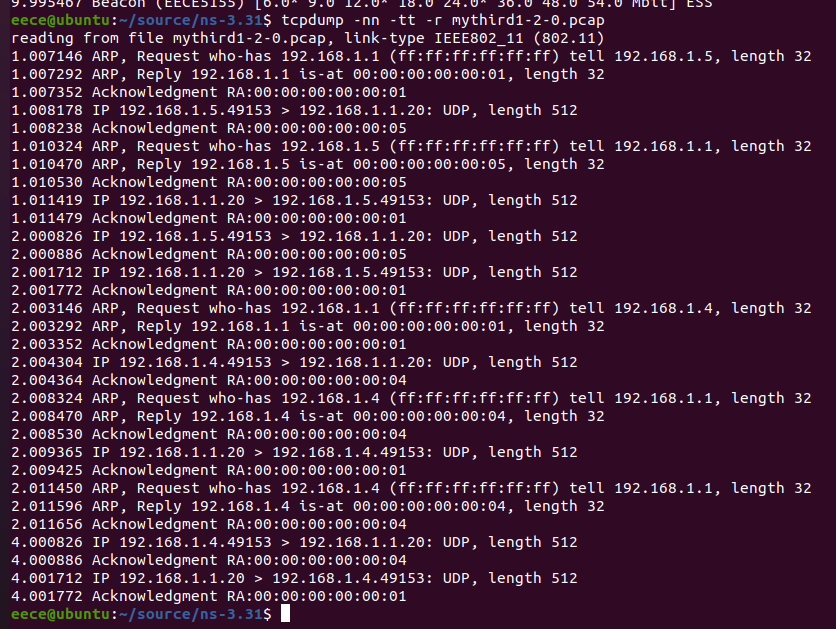 9.995467 Beacon (EECE5155) [6.0* 9.0 12.0* 18.0 24.0* 36.0 48.0 54.0 Mbit] ESS
eece@ubuntu:~/source/ns-3.31$ tcpdump -nn -tt -r mythird1-2-0.pcap
reading from file mythird1-2-0.pcap, link-type IEEE802_11 (802.11)
1.007146 ARP, Request who-has 192.168.1.1 (ff:ff:ff:ff:ff:ff) tell 192.168.1.5, length 32
1.007292 ARP, Reply 192.168.1.1 is-at 00:00:00:00:00:01, length 32
1.007352 Acknowledgment RA:00:00:00:00:00:01
1.008178 IP 192.168.1.5.49153 > 192.168.1.1.20: UDP, length 512
1.008238 Acknowledgment RA:00:00:00:00:00:05
1.010324 ARP, Request who-has 192.168.1.5 (ff:ff:ff:ff:ff:ff) tell 192.168.1.1, length 32
1.010470 ARP, Reply 192.168.1.5 is-at 00:00:00:00:00:05, length 32
1.010530 Acknowledgment RA:00:00:00:00:00:05
1.011419 IP 192.168.1.1.20 > 192.168.1.5.49153: UDP, length 512
1.011479 Acknowledgment RA:00:00:00:00:00:01
2.000826 IP 192.168.1.5.49153 > 192.168.1.1.20: UDP, length 512
2.000886 Acknowledgment RA:00:00:00:00:00:05
2.001712 IP 192.168.1.1.20 > 192.168.1.5.49153: UDP, length 512
2.001772 Acknowledgment RA:00:00:00:00:00:01
2.003146 ARP, Request who-has 192.168.1.1 (ff:ff:ff:ff:ff:ff) tell 192.168.1.4, length 32
2.003292 ARP, Reply 192.168.1.1 is-at 00:00:00:00:00:01, length 32
2.003352 Acknowledgment RA:00:00:00:00:00:01
2.004304 IP 192.168.1.4.49153 > 192.168.1.1.20: UDP, length 512
2.004364 Acknowledgment RA:00:00:00:00:00:04
2.008324 ARP, Request who-has 192.168.1.4 (ff:ff:ff:ff:ff:ff) tell 192.168.1.1, length 32
2.008470 ARP, Reply 192.168.1.4 is-at 00:00:00:00:00:04, length 32
2.008530 Acknowledgment RA:00:00:00:00:00:04
2.009365 IP 192.168.1.1.20 > 192.168.1.4.49153: UDP, length 512
2.009425 Acknowledgment RA:00:00:00:00:00:01
2.011450 ARP, Request who-has 192.168.1.4 (ff:ff:ff:ff:ff:ff) tell 192.168.1.1, length 32
2.011596 ARP, Reply 192.168.1.4 is-at 00:00:00:00:00:04, length 32
2.011656 Acknowledgment RA:00:00:00:00:00:04
4.000826 IP 192.168.1.4.49153 > 192.168.1.1.20: UDP, length 512
4.000886 Acknowledgment RA:00:00:00:00:00:04
4.001712 IP 192.168.1.1.20 > 192.168.1.4.49153: UDP, length 512
4.001772 Acknowledgment RA:00:00:00:00:00:01
eece@ubuntu:~/source/ns-3.31$